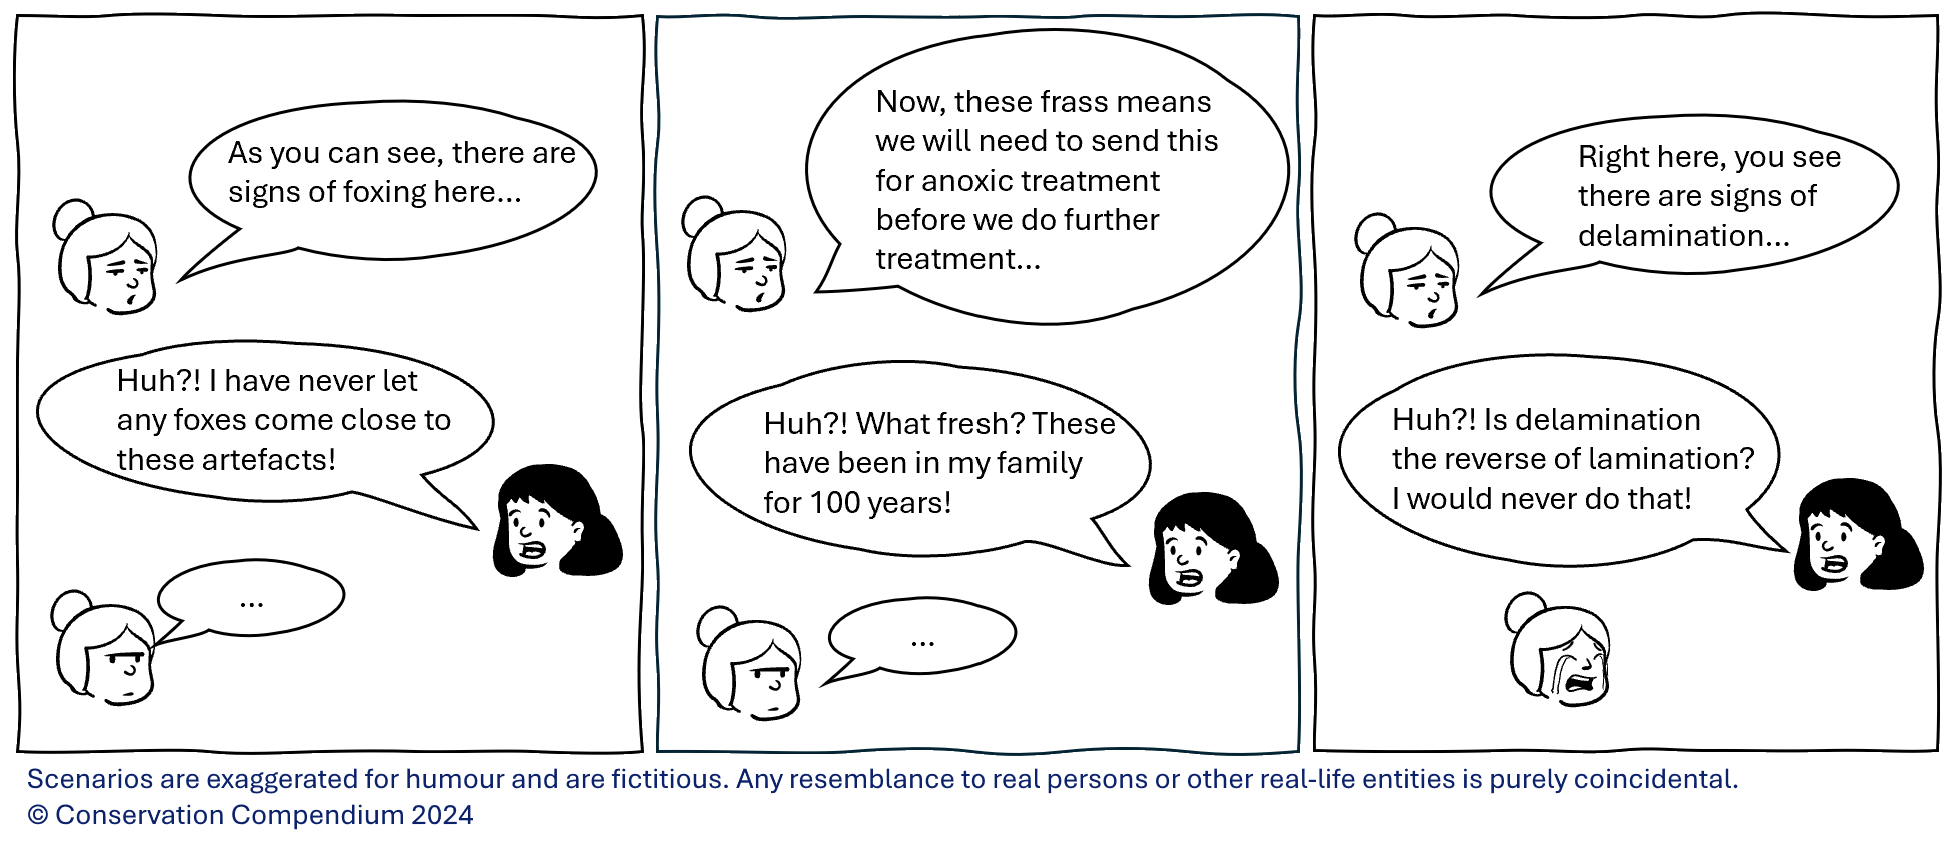 As you can see, there are
signs of foxing here...
Huh?! I have never let
any foxes come close to
these artefacts!
...
Now, these frass means
we will need to send this
for anoxic treatment
before we do further
treatment...
Huh?! What fresh? These
have been in my family
for 100 years!
...
Right here, you see
there are signs of
delamination...
Huh?! Is delamination
the reverse of lamination?
I would never do that!
Scenarios are exaggerated for humour and are fictitious. Any resemblance to real persons or other real-life entities is purely coincidental.
© Conservation Compendium 2024